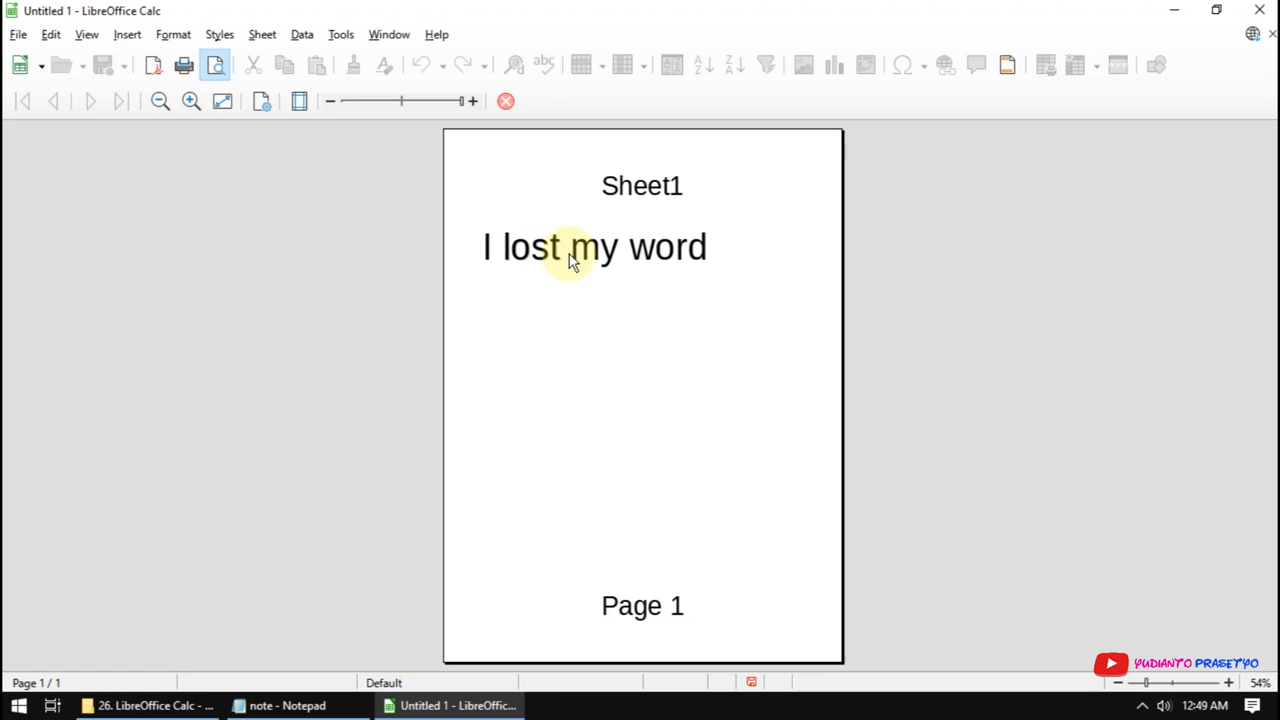 Untitled 1 - LibreOffice Calc
File Edit View Insert Format Styles Sheet Data Tools Window Help
Sheet1
I lost my word
Page 1
YUDIANTO PRASETYO
Page 1 / 1 Default 54%
26. LibreOffice Calc - ... note - Notepad Untitled 1 - LibreOffic... 12:49 AM